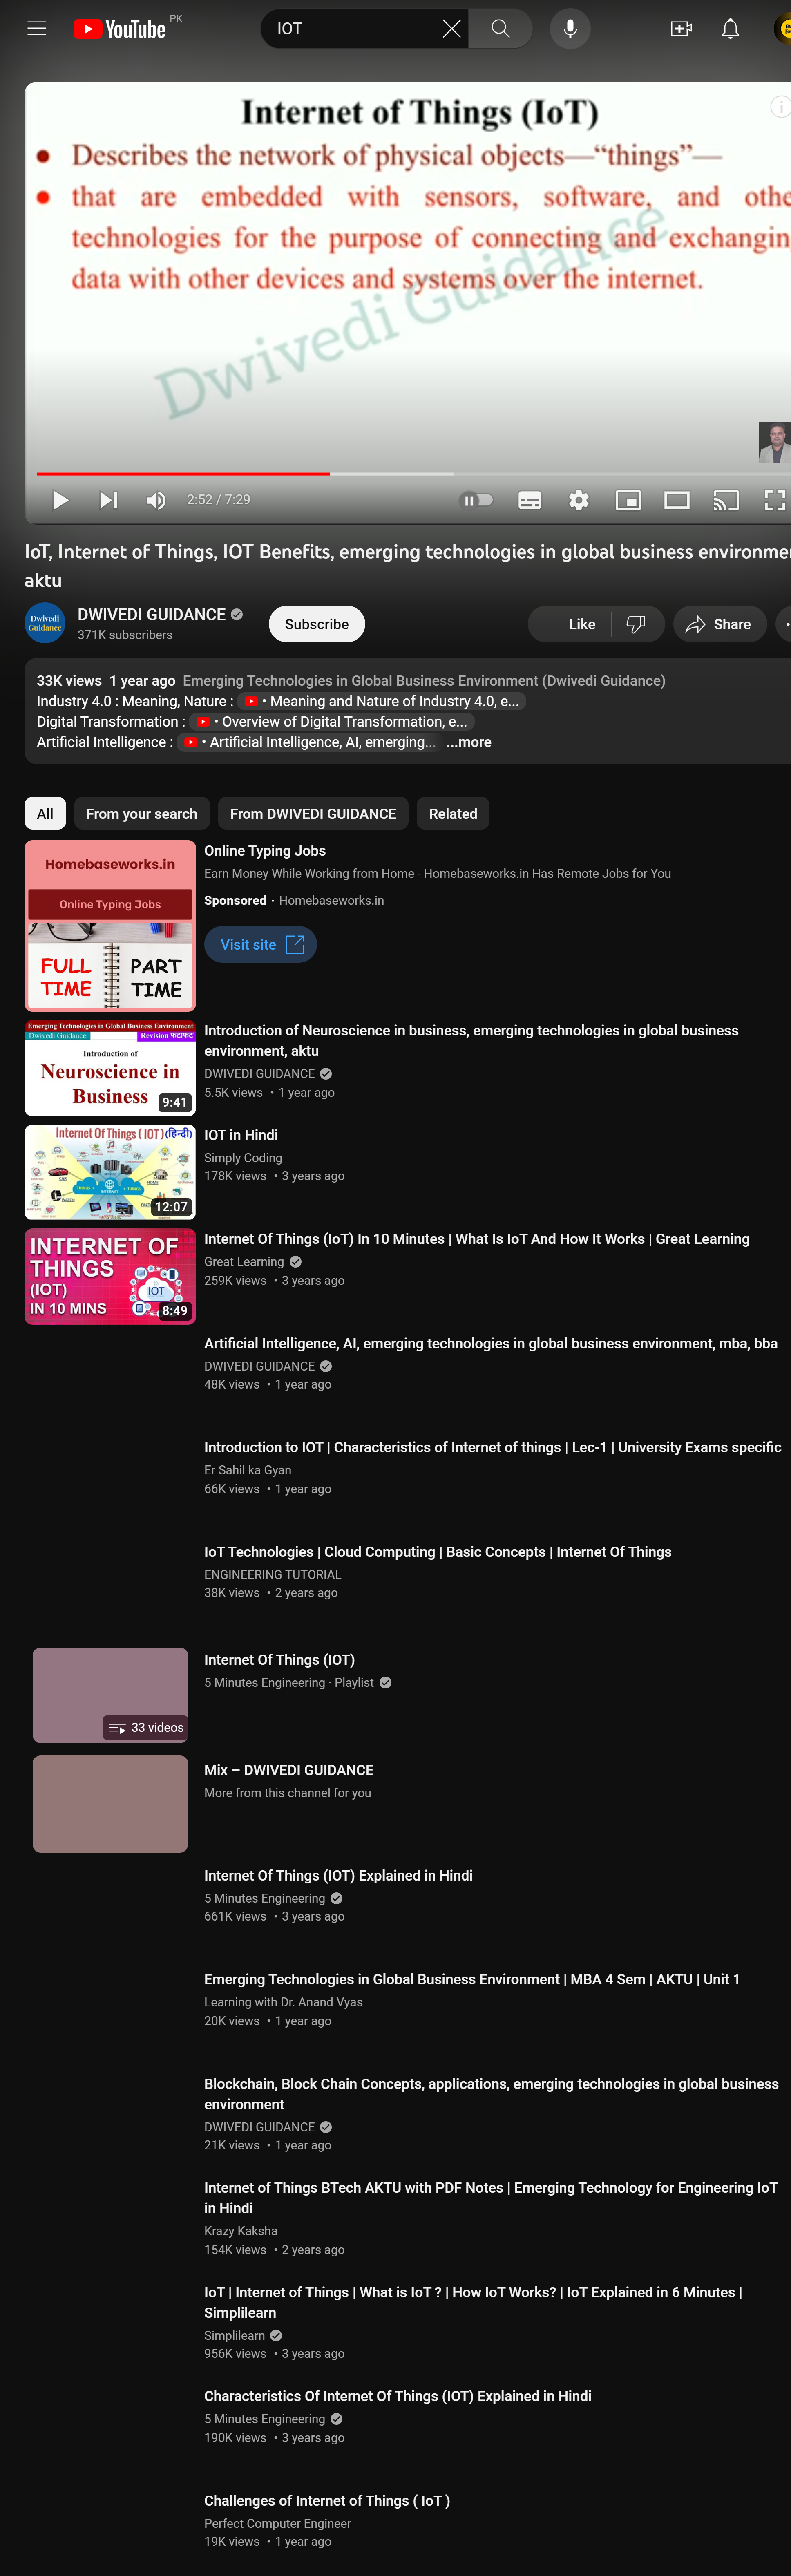 YouTube PK
IOT
Internet of Things (IoT)
Describes the network of physical objects—“things”—
that are embedded with sensors, software, and othe
technologies for the purpose of connecting and exchanging
data with other devices and systems over the internet.
Dwivedi Guidance
2:52 / 7:29
IoT, Internet of Things, IOT Benefits, emerging technologies in global business environmen
aktu
Dwivedi
Guidance
DWIVEDI GUIDANCE
371K subscribers
Subscribe
Like
Share
33K views 1 year ago Emerging Technologies in Global Business Environment (Dwivedi Guidance)
Industry 4.0 : Meaning, Nature : • Meaning and Nature of Industry 4.0, e...
Digital Transformation : • Overview of Digital Transformation, e...
Artificial Intelligence : • Artificial Intelligence, AI, emerging... ...more
All
From your search
From DWIVEDI GUIDANCE
Related
Homebaseworks.in
Online Typing Jobs
FULL TIME
PART TIME
Online Typing Jobs
Earn Money While Working from Home - Homebaseworks.in Has Remote Jobs for You
Sponsored · Homebaseworks.in
Visit site
Emerging Technologies in Global Business Environment
Dwivedi Guidance
Revision फटाफट
Introduction of
Neuroscience in
Business
9:41
Introduction of Neuroscience in business, emerging technologies in global business
environment, aktu
DWIVEDI GUIDANCE
5.5K views • 1 year ago
Internet Of Things ( IOT ) (हिन्दी)
12:07
IOT in Hindi
Simply Coding
178K views • 3 years ago
INTERNET OF
THINGS
(IOT)
IN 10 MINS
IOT
8:49
Internet Of Things (IoT) In 10 Minutes | What Is IoT And How It Works | Great Learning
Great Learning
259K views • 3 years ago
Artificial Intelligence, AI, emerging technologies in global business environment, mba, bba
DWIVEDI GUIDANCE
48K views • 1 year ago
Introduction to IOT | Characteristics of Internet of things | Lec-1 | University Exams specific
Er Sahil ka Gyan
66K views • 1 year ago
IoT Technologies | Cloud Computing | Basic Concepts | Internet Of Things
ENGINEERING TUTORIAL
38K views • 2 years ago
33 videos
Internet Of Things (IOT)
5 Minutes Engineering · Playlist
Mix – DWIVEDI GUIDANCE
More from this channel for you
Internet Of Things (IOT) Explained in Hindi
5 Minutes Engineering
661K views • 3 years ago
Emerging Technologies in Global Business Environment | MBA 4 Sem | AKTU | Unit 1
Learning with Dr. Anand Vyas
20K views • 1 year ago
Blockchain, Block Chain Concepts, applications, emerging technologies in global business
environment
DWIVEDI GUIDANCE
21K views • 1 year ago
Internet of Things BTech AKTU with PDF Notes | Emerging Technology for Engineering IoT
in Hindi
Krazy Kaksha
154K views • 2 years ago
IoT | Internet of Things | What is IoT ? | How IoT Works? | IoT Explained in 6 Minutes |
Simplilearn
Simplilearn
956K views • 3 years ago
Characteristics Of Internet Of Things (IOT) Explained in Hindi
5 Minutes Engineering
190K views • 3 years ago
Challenges of Internet of Things ( IoT )
Perfect Computer Engineer
19K views • 1 year ago